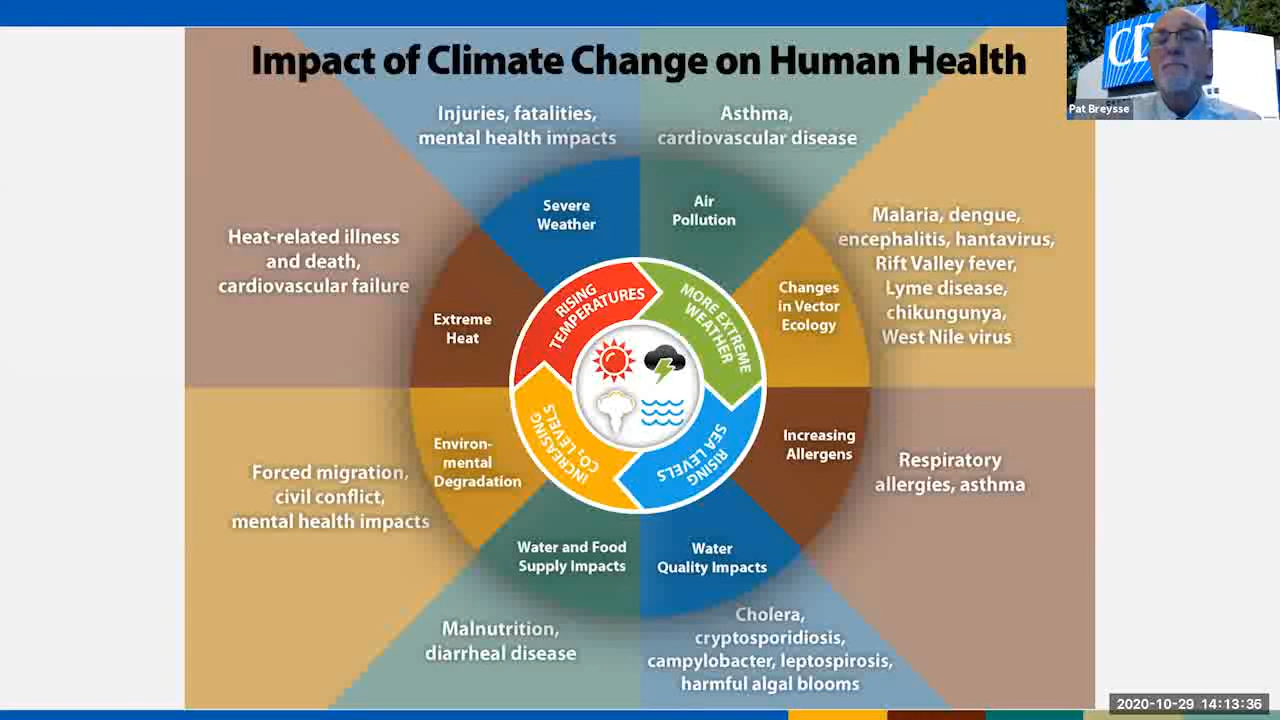 Impact of Climate Change on Human Health
CDC
Pat Breysse
Injuries, fatalities,
mental health impacts
Asthma,
cardiovascular disease
Severe
Weather
Air
Pollution
Malaria, dengue,
encephalitis, hantavirus,
Rift Valley fever,
Lyme disease,
chikungunya,
West Nile virus
Heat-related illness
and death,
cardiovascular failure
Extreme
Heat
Changes
in Vector
Ecology
RISING
TEMPERATURES
MORE EXTREME
WEATHER
INCREASING
CO₂ LEVELS
RISING
SEA LEVELS
Environ-
mental
Degradation
Increasing
Allergens
Forced migration,
civil conflict,
mental health impacts
Respiratory
allergies, asthma
Water and Food
Supply Impacts
Water
Quality Impacts
Malnutrition,
diarrheal disease
Cholera,
cryptosporidiosis,
campylobacter, leptospirosis,
harmful algal blooms
2020-10-29 14:13:36